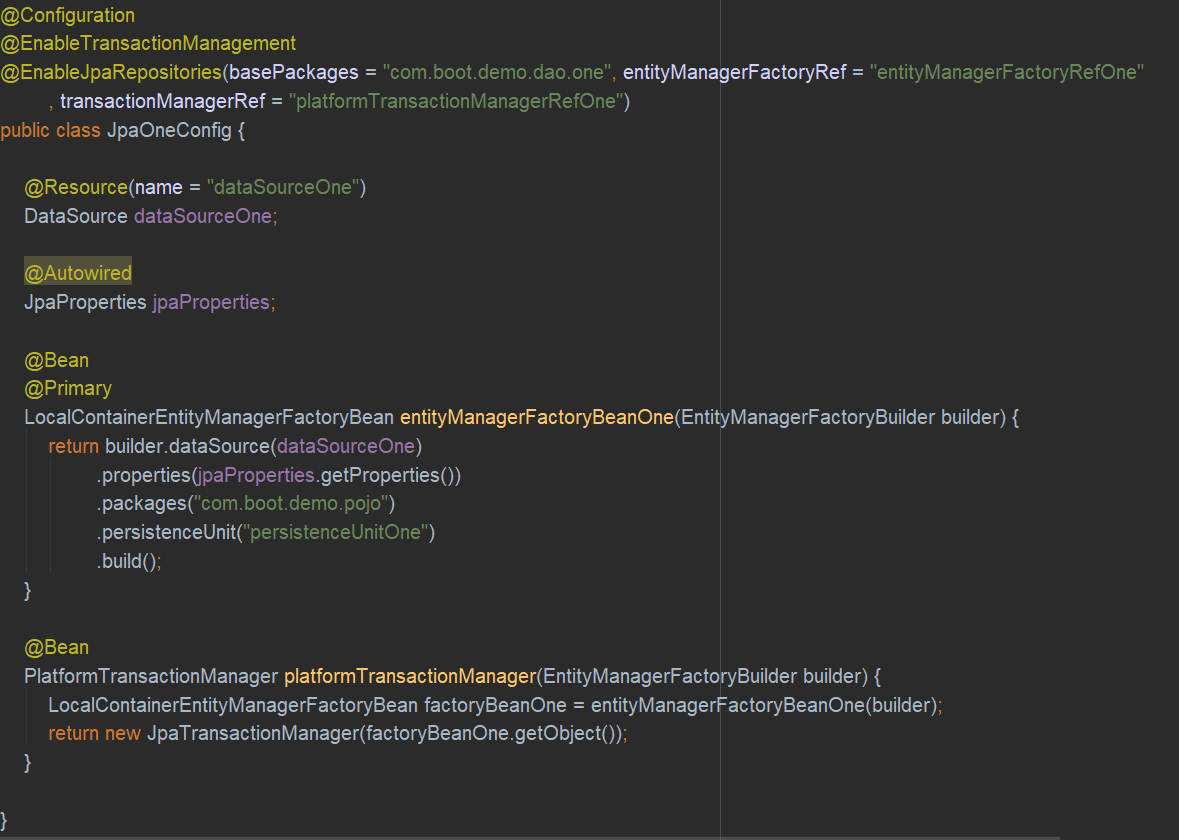 @Configuration
@EnableTransactionManagement
@EnableJpaRepositories(basePackages = "com.boot.demo.dao.one", entityManagerFactoryRef = "entityManagerFactoryRefOne"
        , transactionManagerRef = "platformTransactionManagerRefOne")
public class JpaOneConfig {
    @Resource(name = "dataSourceOne")
    DataSource dataSourceOne;
    @Autowired
    JpaProperties jpaProperties;
    @Bean
    @Primary
    LocalContainerEntityManagerFactoryBean entityManagerFactoryBeanOne(EntityManagerFactoryBuilder builder) {
        return builder.dataSource(dataSourceOne)
                .properties(jpaProperties.getProperties())
                .packages("com.boot.demo.pojo")
                .persistenceUnit("persistenceUnitOne")
                .build();
    }
    @Bean
    PlatformTransactionManager platformTransactionManager(EntityManagerFactoryBuilder builder) {
        LocalContainerEntityManagerFactoryBean factoryBeanOne = entityManagerFactoryBeanOne(builder);
        return new JpaTransactionManager(factoryBeanOne.getObject());
    }
}